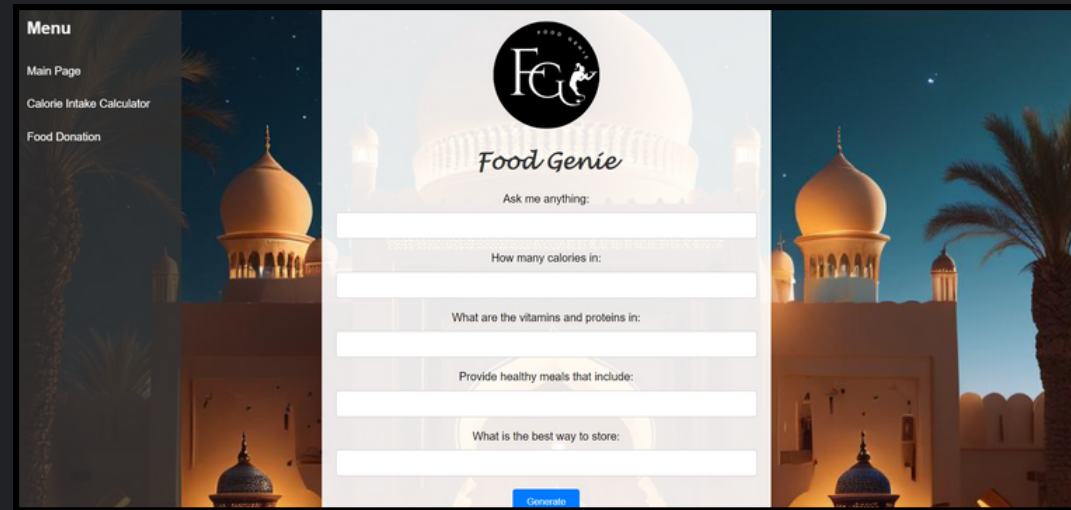 Menu
Main Page
Calorie Intake Calculator
Food Donation
FOOD GENIE
FG
Food Genie
Ask me anything:
How many calories in:
What are the vitamins and proteins in:
Provide healthy meals that include:
What is the best way to store:
Generate